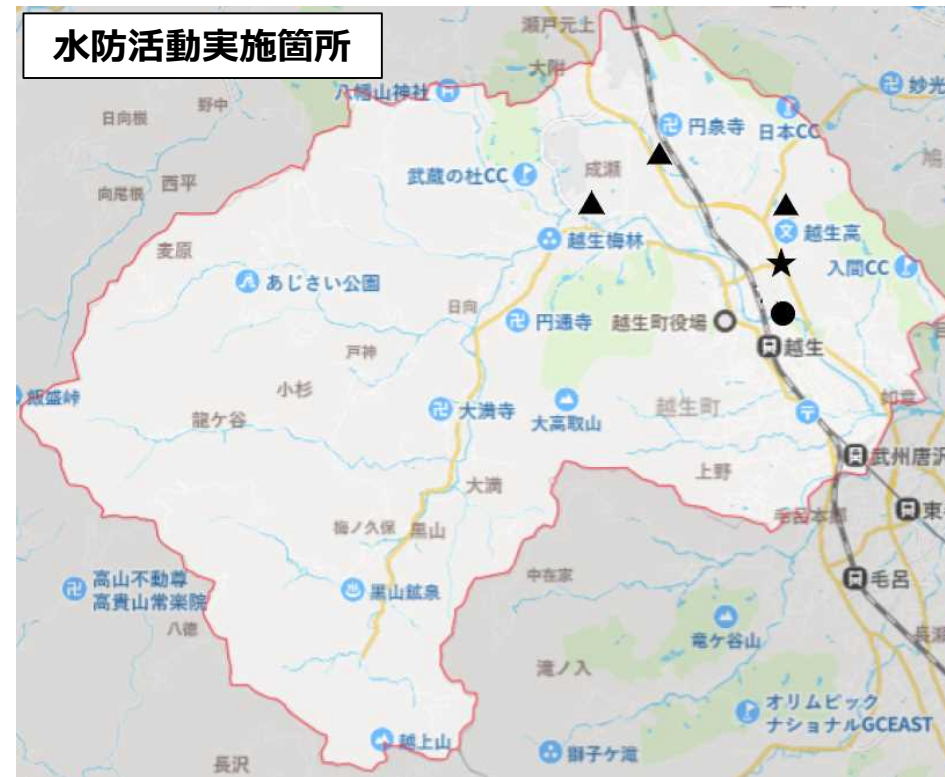 水防活動実施箇所
瀬戸元上
大附
八幡山神社
野中
日向根
妙光
円泉寺
日本CC
鳩
成瀬
武蔵の杜CC
西平
向尾根
越生梅林
越生高
麦原
入間CC
あじさい公園
日向
円通寺
越生町役場
越生
戸神
小杉
飯盛峠
龍ケ谷
大満寺
大高取山
越生町
武州唐沢
上野
大満
梅ノ久保
黒山
毛呂本郷
東
高山不動尊
高貴山常楽院
八徳
黒山鉱泉
中在家
毛呂
竜ケ谷山
滝ノ入
オリムピック
ナショナルGCEAST
越上山
獅子ケ滝
長沢